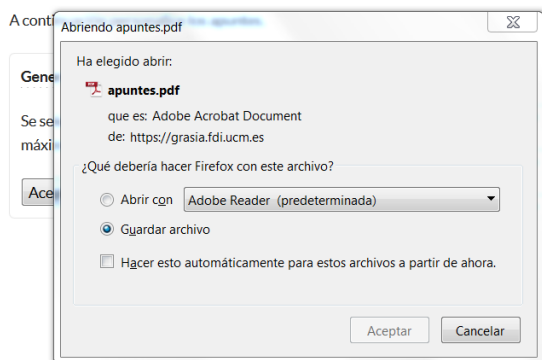 A conti
Abriendo apuntes.pdf
los apuntes.
Ha elegido abrir:
Gene
apuntes.pdf
que es: Adobe Acrobat Document
Se se
de: https://grasia.fdi.ucm.es
máxi
¿Qué debería hacer Firefox con este archivo?
Ace
Abrir con
Adobe Reader (predeterminada)
Guardar archivo
Hacer esto automáticamente para estos archivos a partir de ahora.
Aceptar
Cancelar